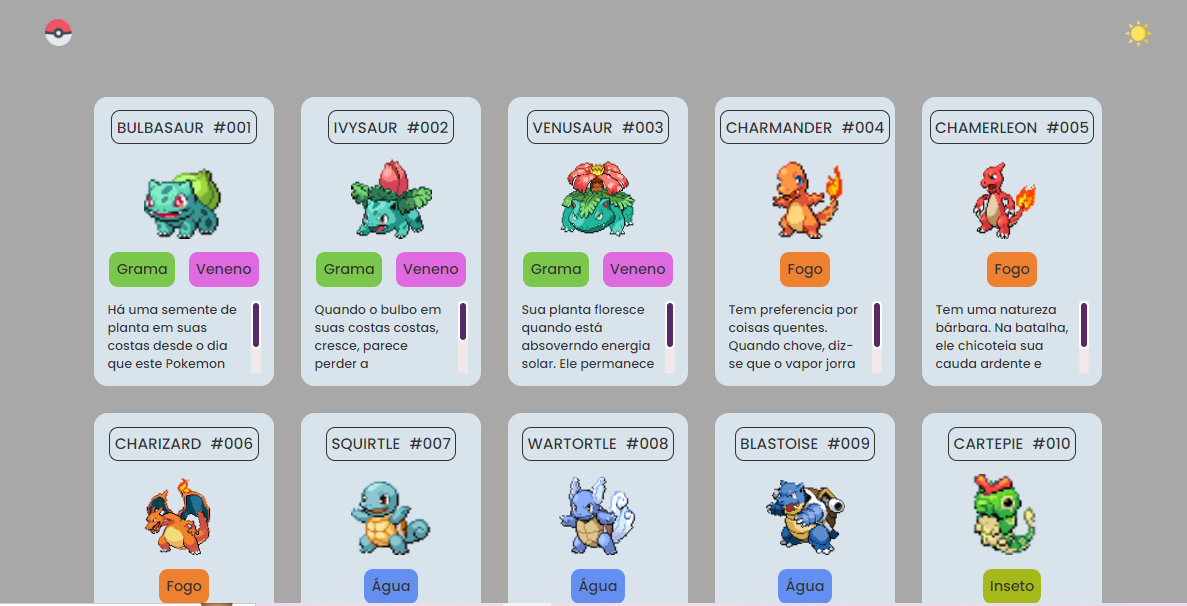 BULBASAUR #001
Grama Veneno
Há uma semente de
planta em suas
costas desde o dia
que este Pokemon
IVYSAUR #002
Grama Veneno
Quando o bulbo em
suas costas costas,
cresce, parece
perder a
VENUSAUR #003
Grama Veneno
Sua planta floresce
quando está
absoverndo energia
solar. Ele permanece
CHARMANDER #004
Fogo
Tem preferencia por
coisas quentes.
Quando chove, diz-
se que o vapor jorra
CHAMERLEON #005
Fogo
Tem uma natureza
bárbara. Na batalha,
ele chicoteia sua
cauda ardente e
CHARIZARD #006
Fogo
SQUIRTLE #007
Água
WARTORTLE #008
Água
BLASTOISE #009
Água
CARTEPIE #010
Inseto